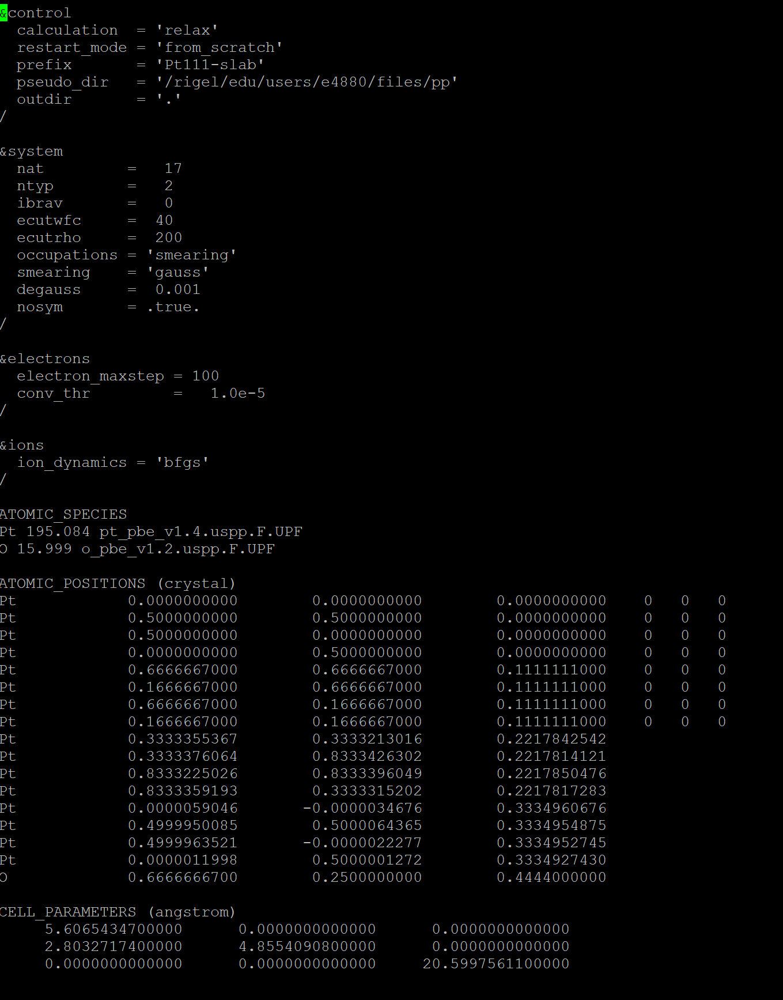 &control
  calculation  = 'relax'
  restart_mode = 'from_scratch'
  prefix       = 'Pt111-slab'
  pseudo_dir   = '/rigel/edu/users/e4880/files/pp'
  outdir       = '.'
/

&system
  nat         =   17
  ntyp        =   2
  ibrav       =   0
  ecutwfc     =  40
  ecutrho     =  200
  occupations = 'smearing'
  smearing    = 'gauss'
  degauss     =  0.001
  nosym       = .true.
/

&electrons
  electron_maxstep = 100
  conv_thr         =   1.0e-5
/

&ions
  ion_dynamics = 'bfgs'
/

ATOMIC_SPECIES
Pt 195.084 pt_pbe_v1.4.uspp.F.UPF
O 15.999 o_pbe_v1.2.uspp.F.UPF

ATOMIC_POSITIONS (crystal)
Pt            0.0000000000        0.0000000000        0.0000000000    0   0   0
Pt            0.5000000000        0.5000000000        0.0000000000    0   0   0
Pt            0.5000000000        0.0000000000        0.0000000000    0   0   0
Pt            0.0000000000        0.5000000000        0.0000000000    0   0   0
Pt            0.6666667000        0.6666667000        0.1111111000    0   0   0
Pt            0.1666667000        0.6666667000        0.1111111000    0   0   0
Pt            0.6666667000        0.1666667000        0.1111111000    0   0   0
Pt            0.1666667000        0.1666667000        0.1111111000    0   0   0
Pt            0.3333355367        0.3333213016        0.2217842542
Pt            0.3333376064        0.8333426302        0.2217814121
Pt            0.8333225026        0.8333396049        0.2217850476
Pt            0.8333359193        0.3333315202        0.2217817283
Pt            0.0000059046       -0.0000034676        0.3334960676
Pt            0.4999950085        0.5000064365        0.3334954875
Pt            0.4999963521       -0.0000022277        0.3334952745
Pt            0.0000011998        0.5000001272        0.3334927430
O             0.6666666700        0.2500000000        0.4444000000

CELL_PARAMETERS (angstrom)
     5.6065434700000      0.0000000000000      0.0000000000000
     2.8032717400000      4.8554090800000      0.0000000000000
     0.0000000000000      0.0000000000000     20.5997561100000